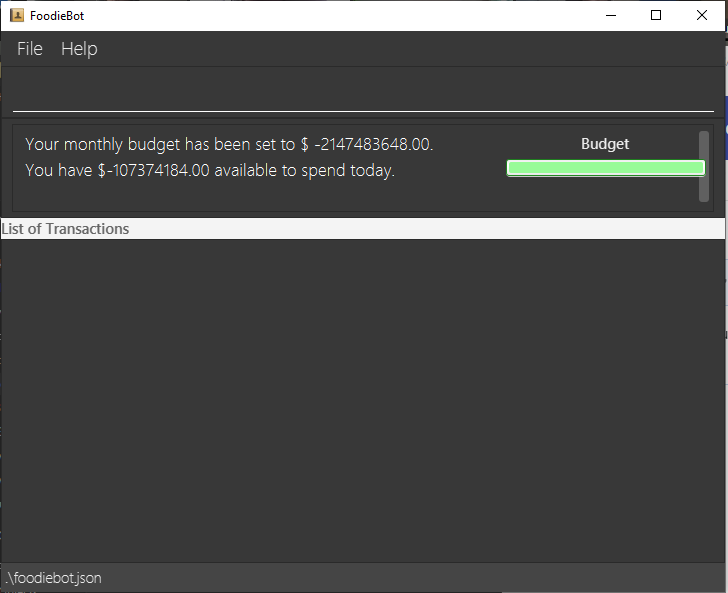 FoodieBot
File Help
Your monthly budget has been set to $ -2147483648.00.
Budget
You have $-107374184.00 available to spend today.
List of Transactions
.\foodiebot.json